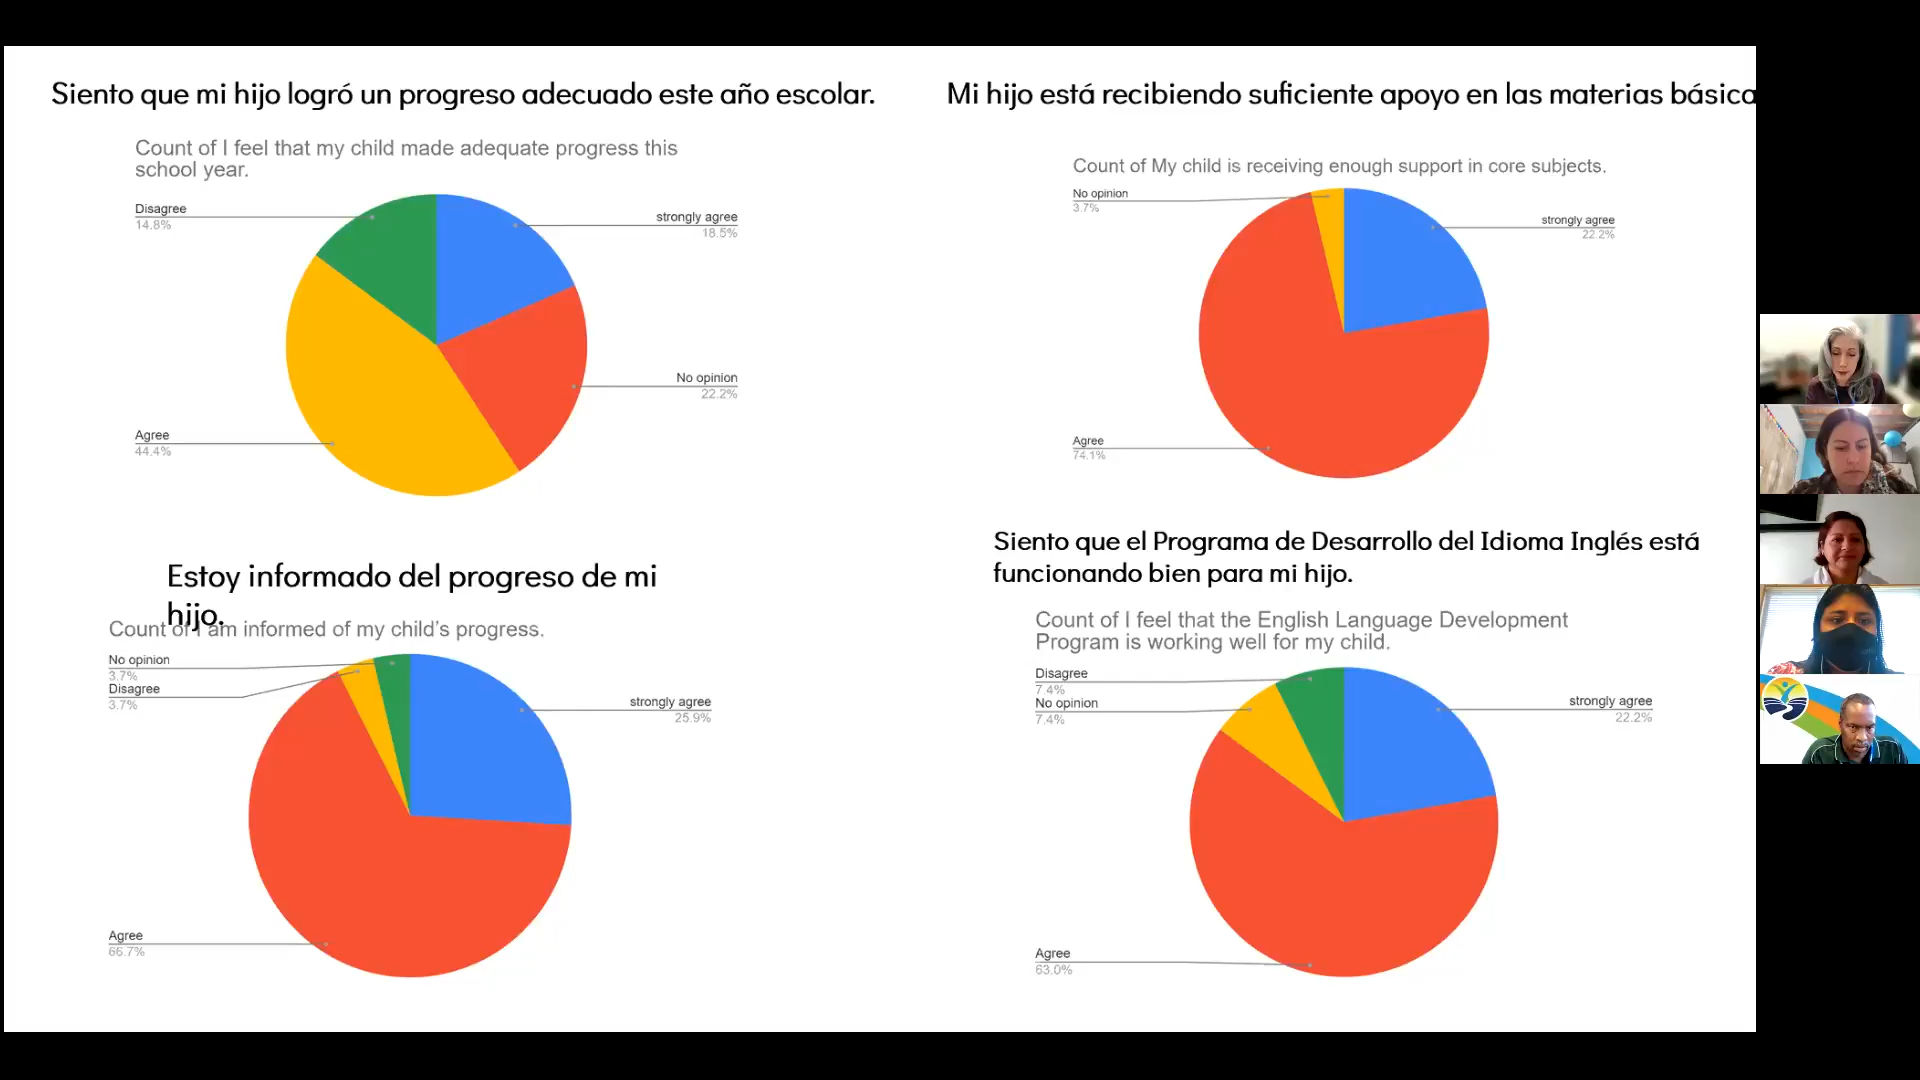 Siento que mi hijo logró un progreso adecuado este año escolar.
Count of I feel that my child made adequate progress this
school year.
Disagree
14.8%
strongly agree
18.5%
No opinion
22.2%
Agree
44.4%
Mi hijo está recibiendo suficiente apoyo en las materias básica
Count of My child is receiving enough support in core subjects.
No opinion
3.7%
strongly agree
22.2%
Agree
74.1%
Estoy informado del progreso de mi
hijo.
Count of I am informed of my child's progress.
No opinion
3.7%
Disagree
3.7%
strongly agree
25.9%
Agree
66.7%
Siento que el Programa de Desarrollo del Idioma Inglés está
funcionando bien para mi hijo.
Count of I feel that the English Language Development
Program is working well for my child.
Disagree
7.4%
No opinion
7.4%
strongly agree
22.2%
Agree
63.0%